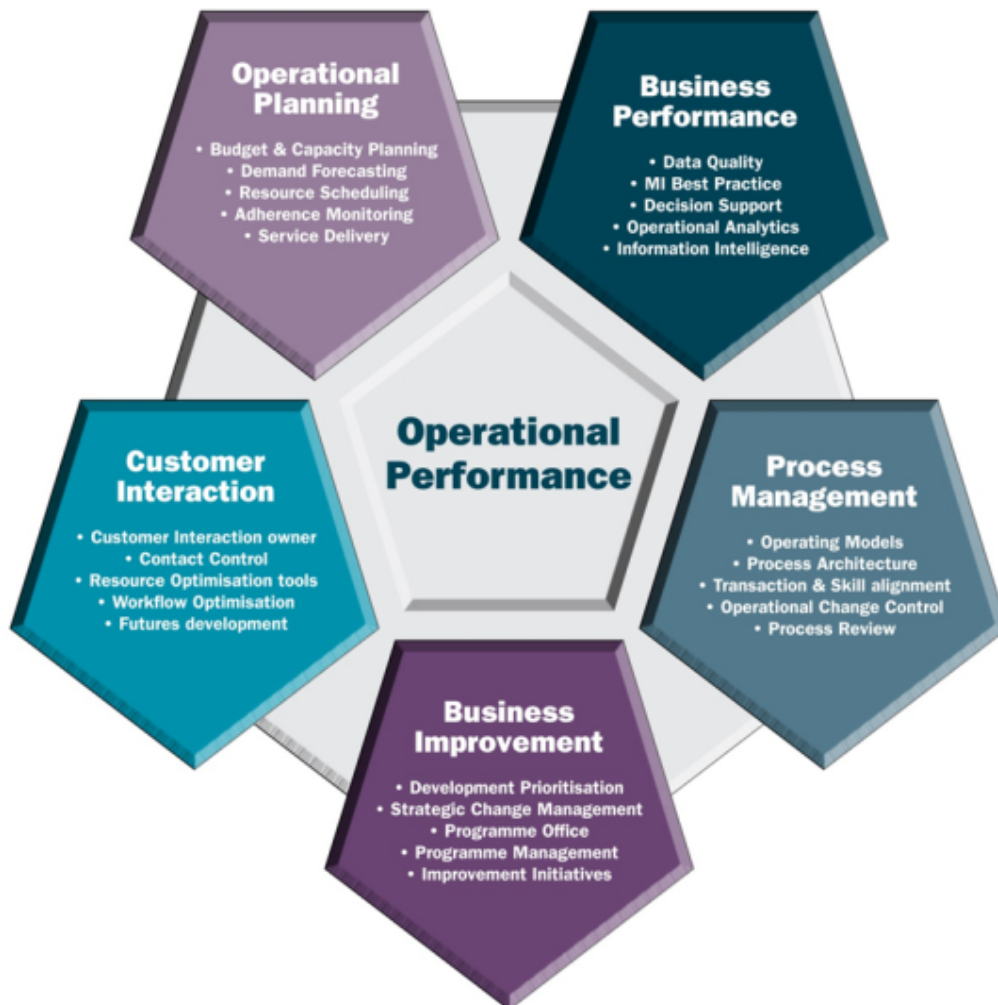 Operational
Planning
• Budget & Capacity Planning
• Demand Forecasting
• Resource Scheduling
• Adherence Monitoring
• Service Delivery
Business
Performance
• Data Quality
• MI Best Practice
• Decision Support
• Operational Analytics
• Information Intelligence
Operational
Performance
Customer
Interaction
• Customer Interaction owner
• Contact Control
• Resource Optimisation tools
• Workflow Optimisation
• Futures development
Process
Management
• Operating Models
• Process Architecture
• Transaction & Skill alignment
• Operational Change Control
• Process Review
Business
Improvement
• Development Prioritisation
• Strategic Change Management
• Programme Office
• Programme Management
• Improvement Initiatives